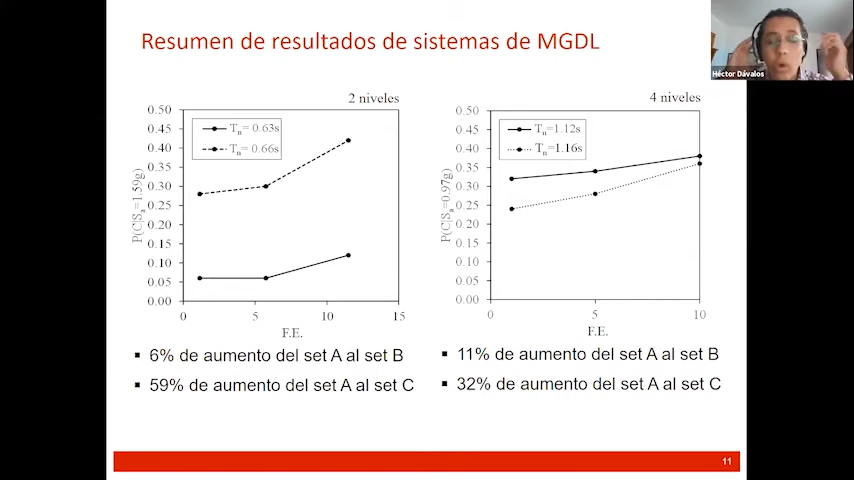 Resumen de resultados de sistemas de MGDL
Héctor Dávalos
2 niveles
0.50
0.45
0.40
0.35
0.30
0.25
0.20
0.15
0.10
0.05
0.00
P(C|Sa=1.59g)
Tn= 0.63s
Tn= 0.66s
0 5 10 15
F.E.
4 niveles
0.50
0.45
0.40
0.35
0.30
0.25
0.20
0.15
0.10
0.05
0.00
P(C|Sa=0.97g)
Tn=1.12s
Tn=1.16s
0 5 10
F.E.
▪ 6% de aumento del set A al set B
▪ 59% de aumento del set A al set C
▪ 11% de aumento del set A al set B
▪ 32% de aumento del set A al set C
11